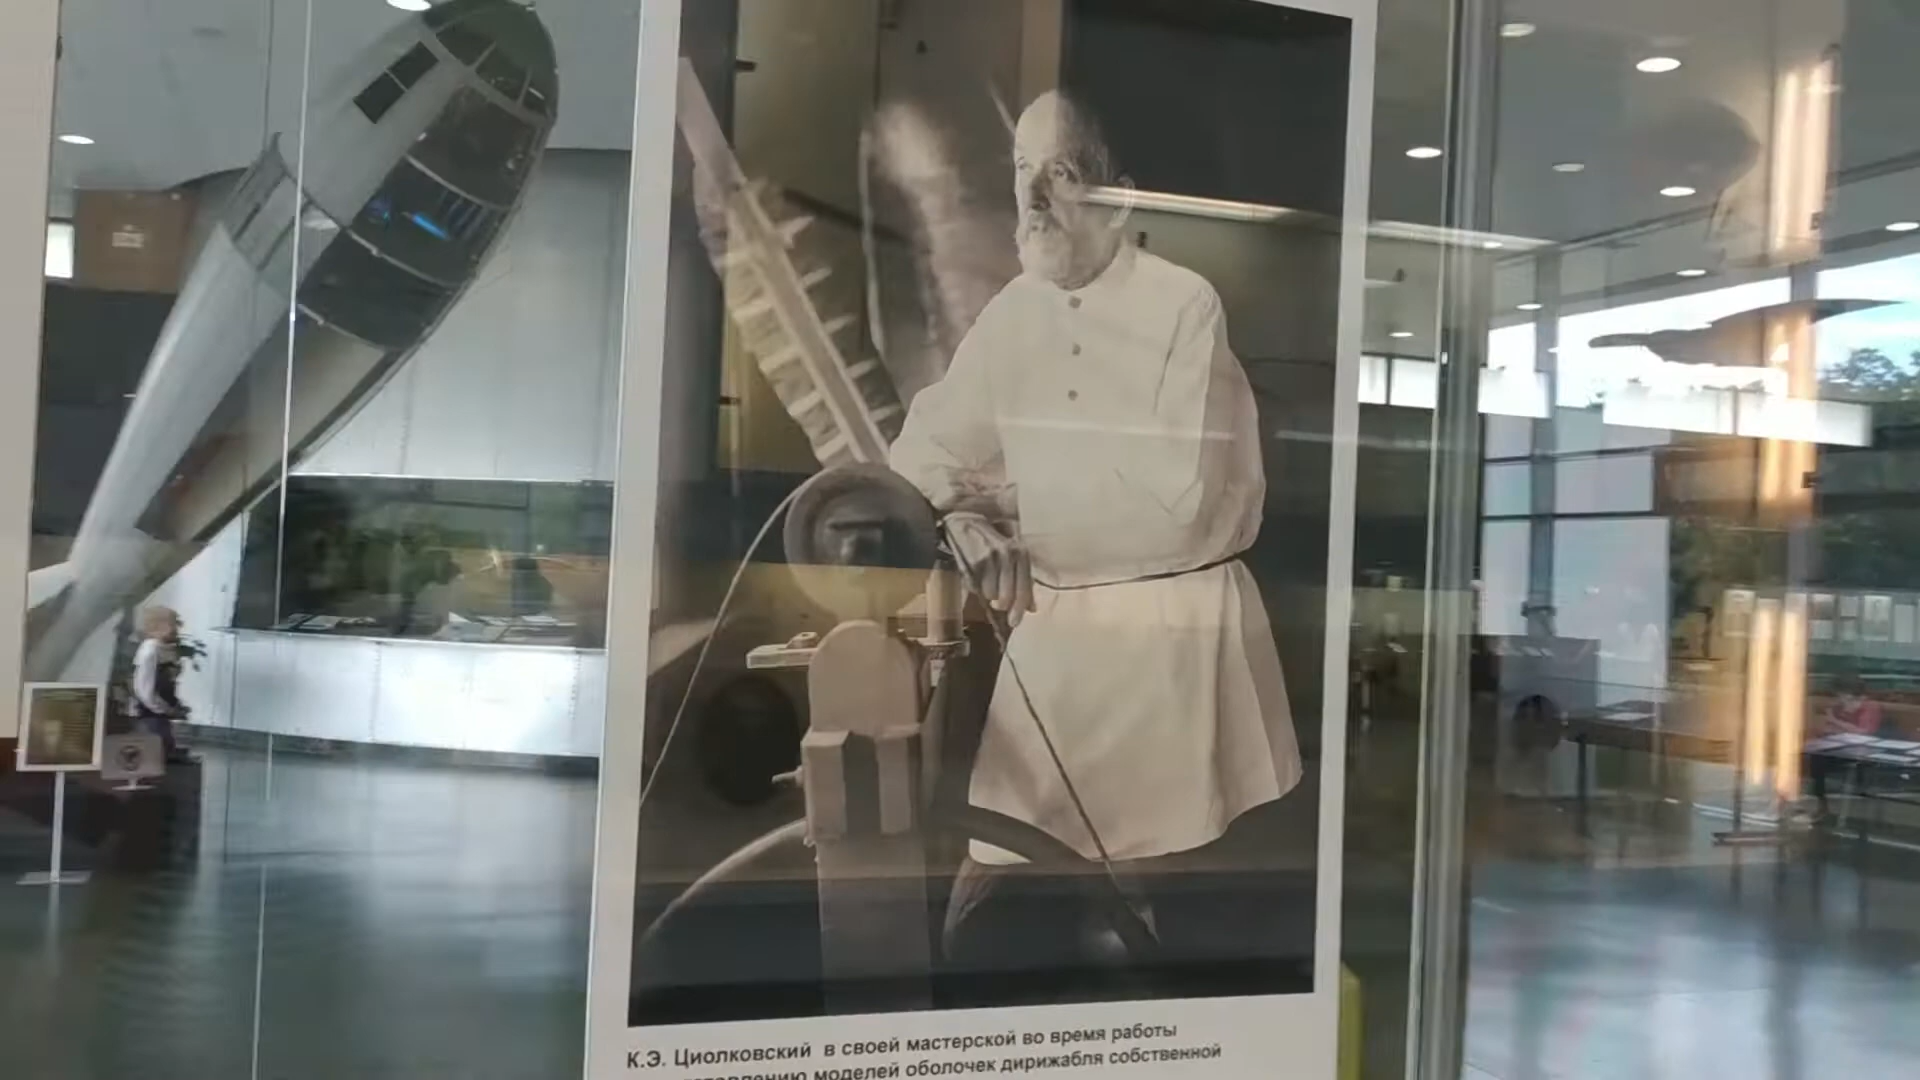 К.Э. Циолковский в своей мастерской во время работы
моделей оболочек дирижабля собственной